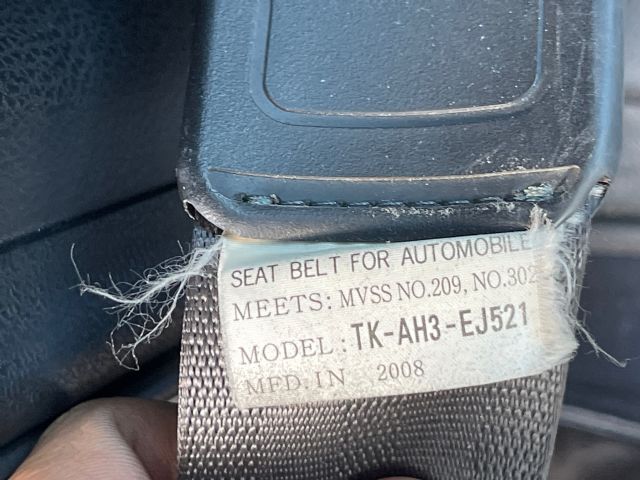 SEAT BELT FOR AUTOMOBILE
MEETS: MVSS NO.209, NO.302
MODEL: TK-AH3-EJ521
MFD. IN 2008